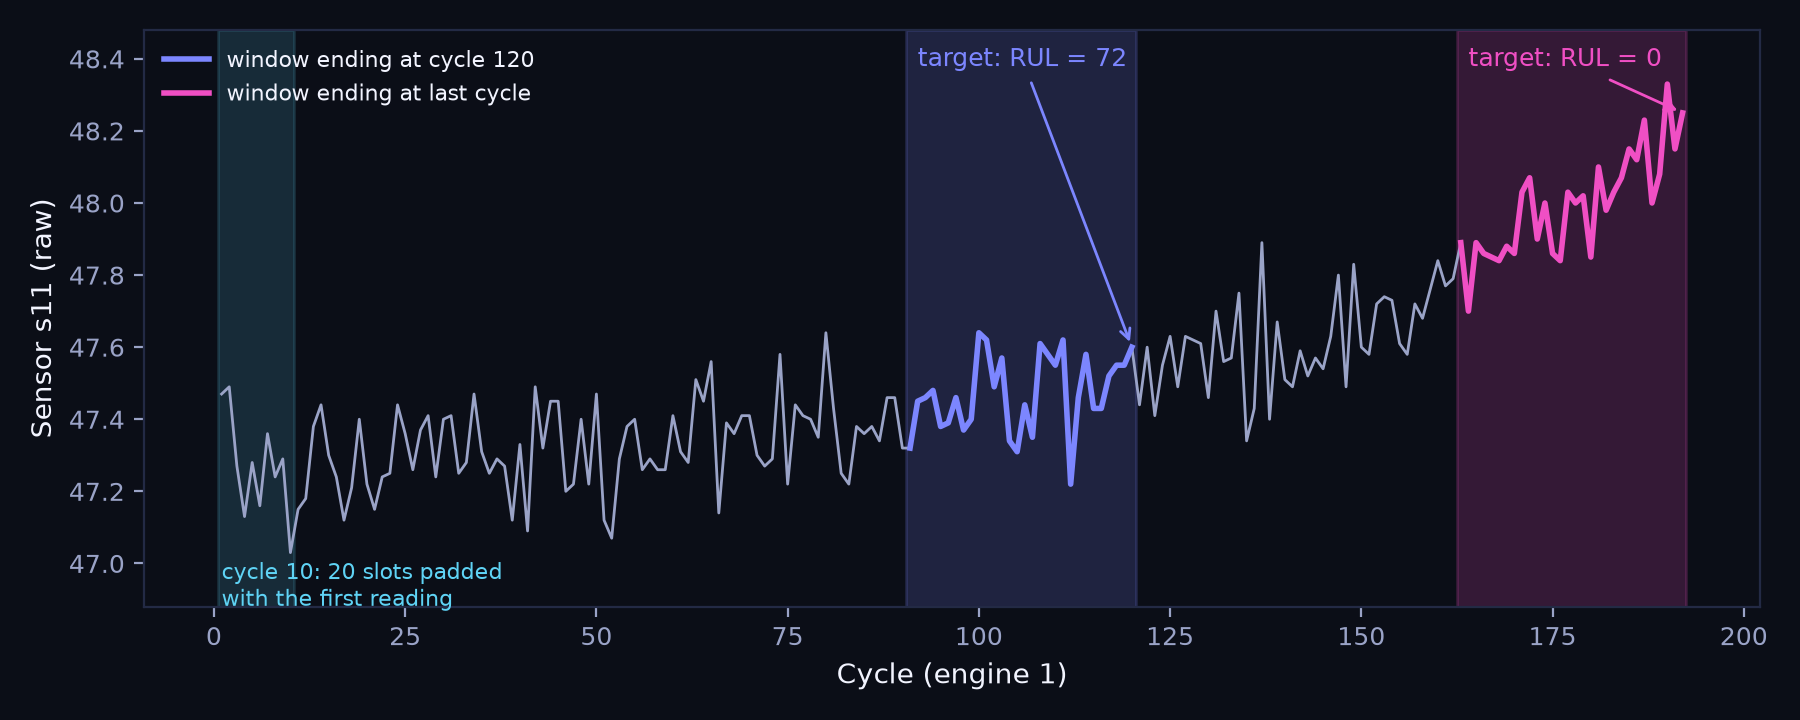 window ending at cycle 120
window ending at last cycle
target: RUL = 72
target: RUL = 0
48.4
48.2
48.0
47.8
47.6
47.4
47.2
47.0
Sensor s11 (raw)
cycle 10: 20 slots padded
with the first reading
0 25 50 75 100 125 150 175 200
Cycle (engine 1)